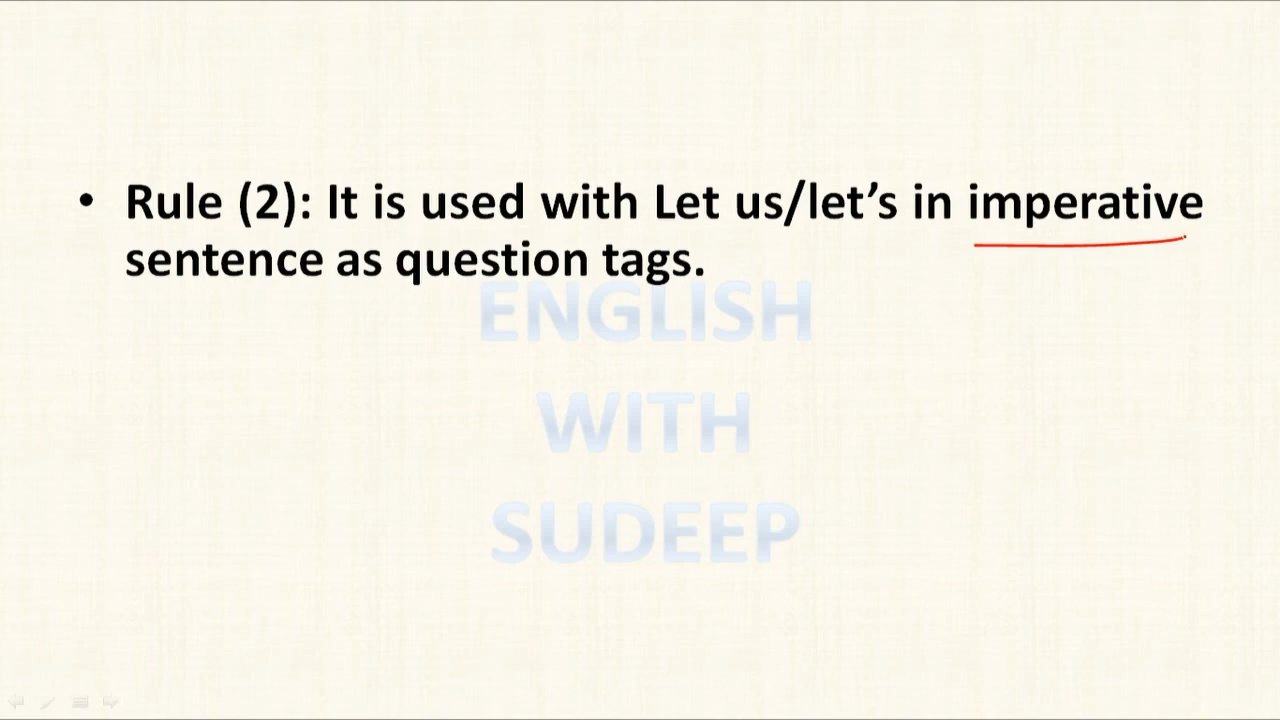 • Rule (2): It is used with Let us/let’s in imperative
sentence as question tags.
ENGLISH
WITH
SUDEEP